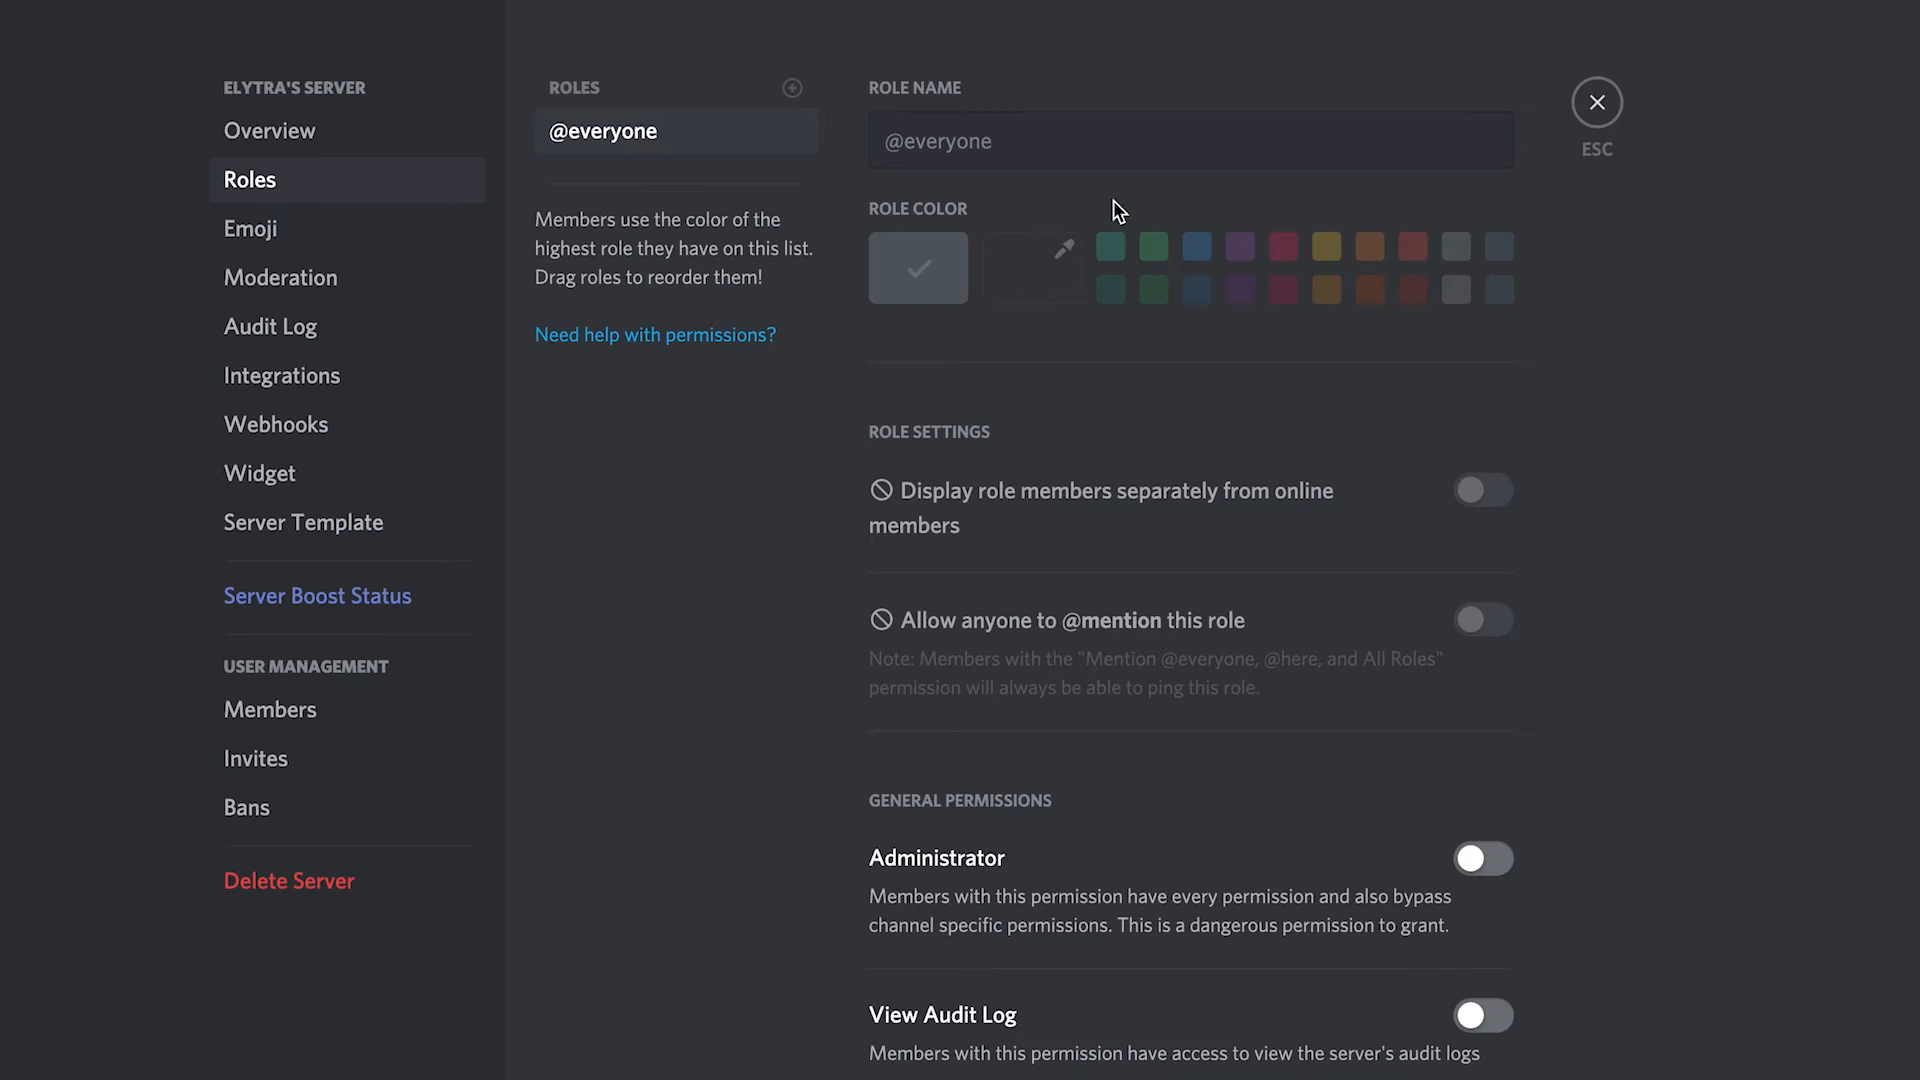 ELYTRA'S SERVER
Overview
Roles
Emoji
Moderation
Audit Log
Integrations
Webhooks
Widget
Server Template
Server Boost Status
USER MANAGEMENT
Members
Invites
Bans
Delete Server
ROLES
@everyone
Members use the color of the
highest role they have on this list.
Drag roles to reorder them!
Need help with permissions?
ROLE NAME
@everyone
ROLE COLOR
ROLE SETTINGS
Display role members separately from online
members
Allow anyone to @mention this role
Note: Members with the "Mention @everyone, @here, and All Roles"
permission will always be able to ping this role.
GENERAL PERMISSIONS
Administrator
Members with this permission have every permission and also bypass
channel specific permissions. This is a dangerous permission to grant.
View Audit Log
Members with this permission have access to view the server's audit logs
ESC